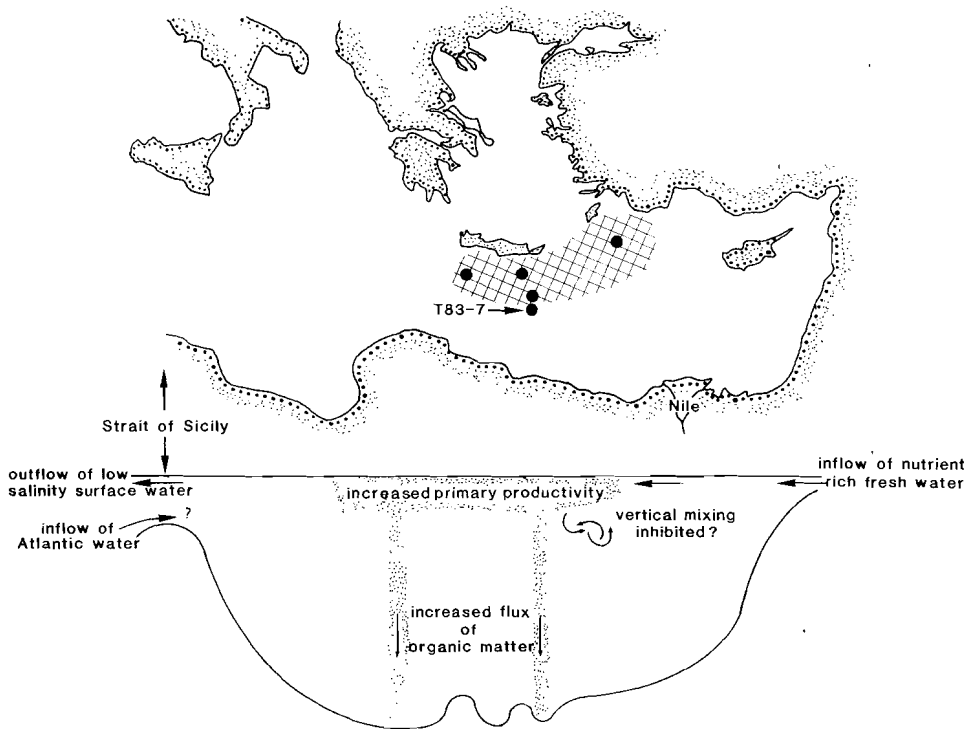 T83-7
Nile
Strait of Sicily
outflow of low
salinity surface water
inflow of nutrient
rich fresh water
increased primary productivity
?
inflow of
Atlantic water
vertical mixing
inhibited?
increased flux
of
organic matter